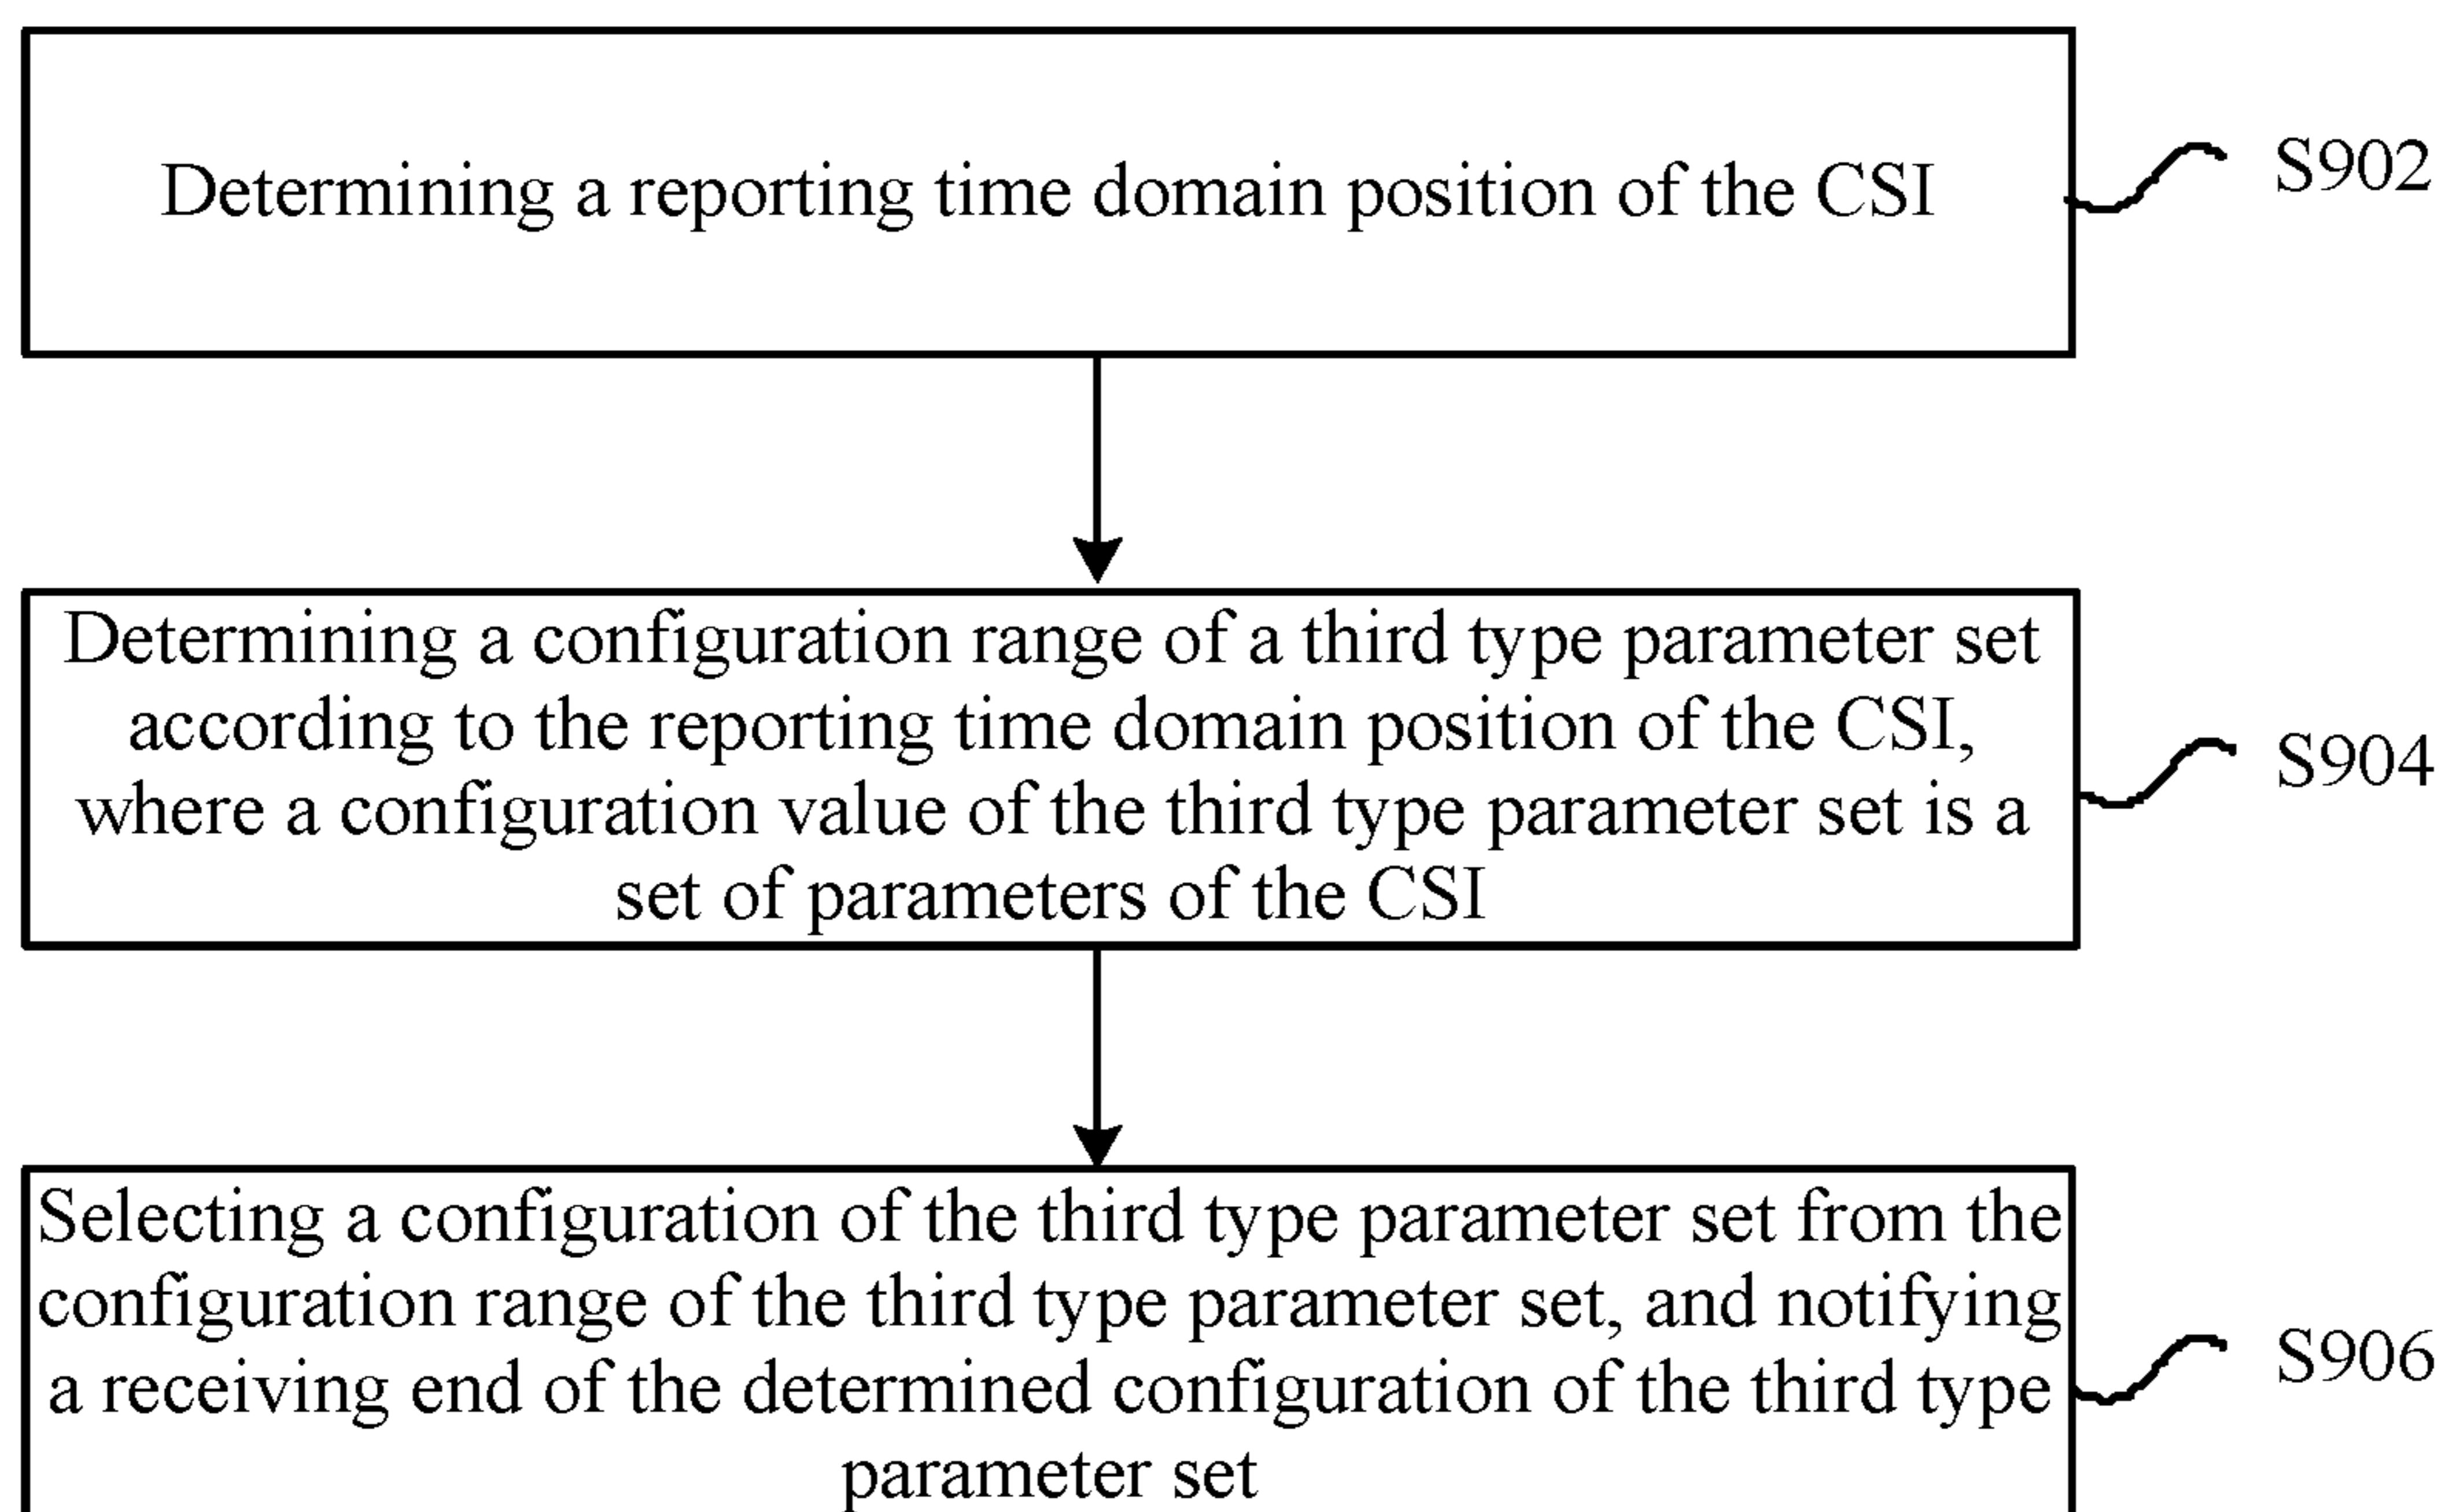 Determining a reporting time domain position of the CSI
S902
Determining a configuration range of a third type parameter set
according to the reporting time domain position of the CSI,
where a configuration value of the third type parameter set is a
set of parameters of the CSI
S904
Selecting a configuration of the third type parameter set from the
configuration range of the third type parameter set, and notifying
a receiving end of the determined configuration of the third type
parameter set
S906